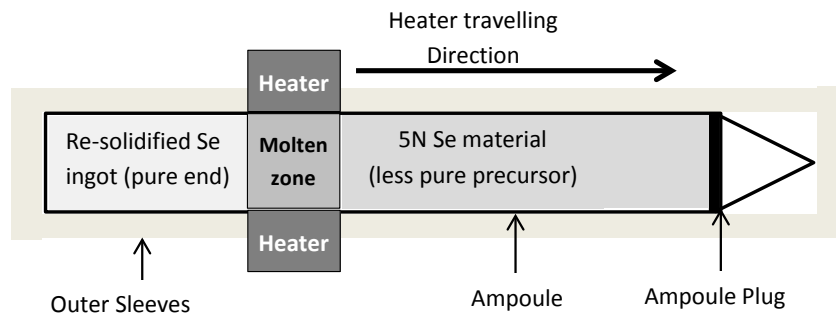 Heater travelling
Direction
Heater
Re-solidified Se
ingot (pure end)
Molten
zone
5N Se material
(less pure precursor)
Heater
Outer Sleeves
Ampoule
Ampoule Plug